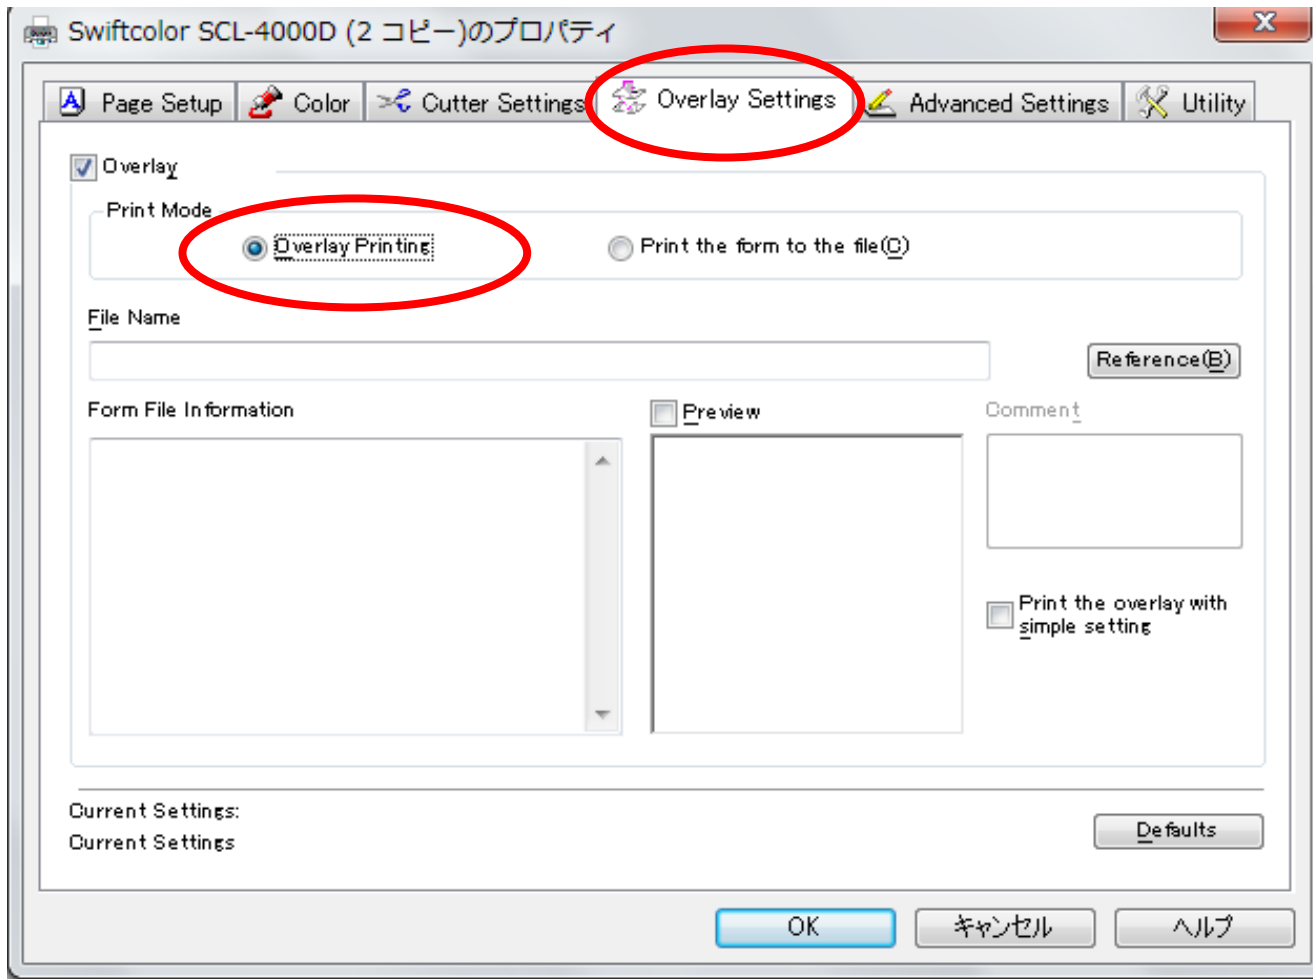 Swiftcolor SCL-4000D (2 コピー)のプロパティ
Page Setup Color Cutter Settings Overlay Settings Advanced Settings Utility
Overlay
Print Mode
Overlay Printing Print the form to the file(C)
File Name
Reference(B)
Form File Information Preview Comment
Print the overlay with
simple setting
Current Settings:
Current Settings
Defaults
OK キャンセル ヘルプ